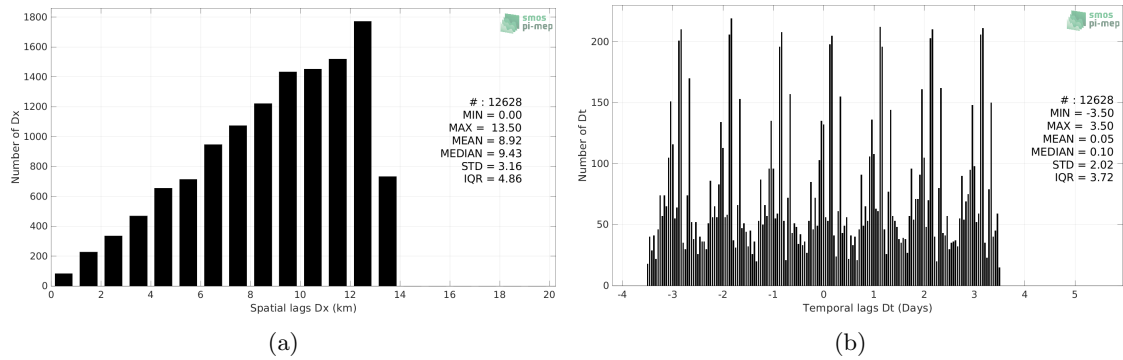 1800
1600
1400
1200
1000
800
600
400
200
0
Number of Dx
0 2 4 6 8 10 12 14 16 18 20
Spatial lags Dx (km)
smos
pi-mep
# : 12628
MIN = 0.00
MAX = 13.50
MEAN = 8.92
MEDIAN = 9.43
STD = 3.16
IQR = 4.86
(a)
200
150
100
50
0
Number of Dt
-4 -3 -2 -1 0 1 2 3 4 5
Temporal lags Dt (Days)
smos
pi-mep
# : 12628
MIN = -3.50
MAX = 3.50
MEAN = 0.05
MEDIAN = 0.10
STD = 2.02
IQR = 3.72
(b)